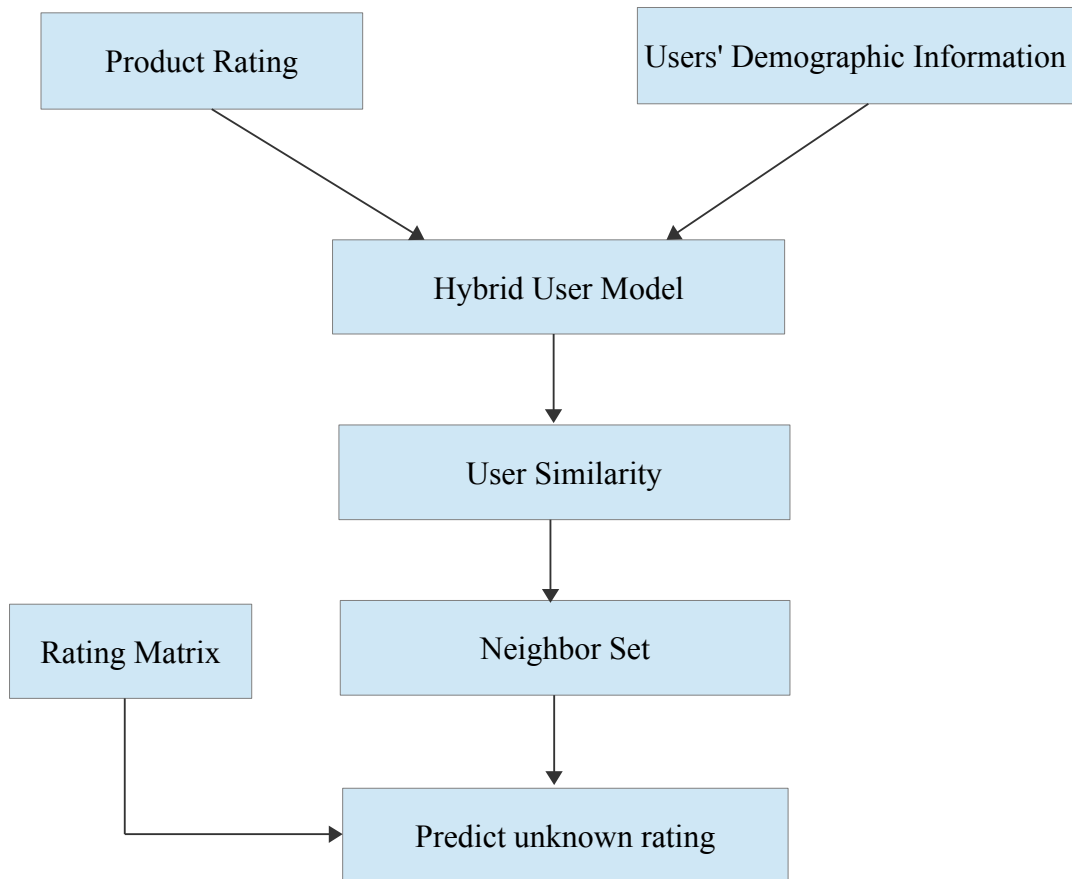 Product Rating
Users' Demographic Information
Hybrid User Model
User Similarity
Neighbor Set
Rating Matrix
Predict unknown rating